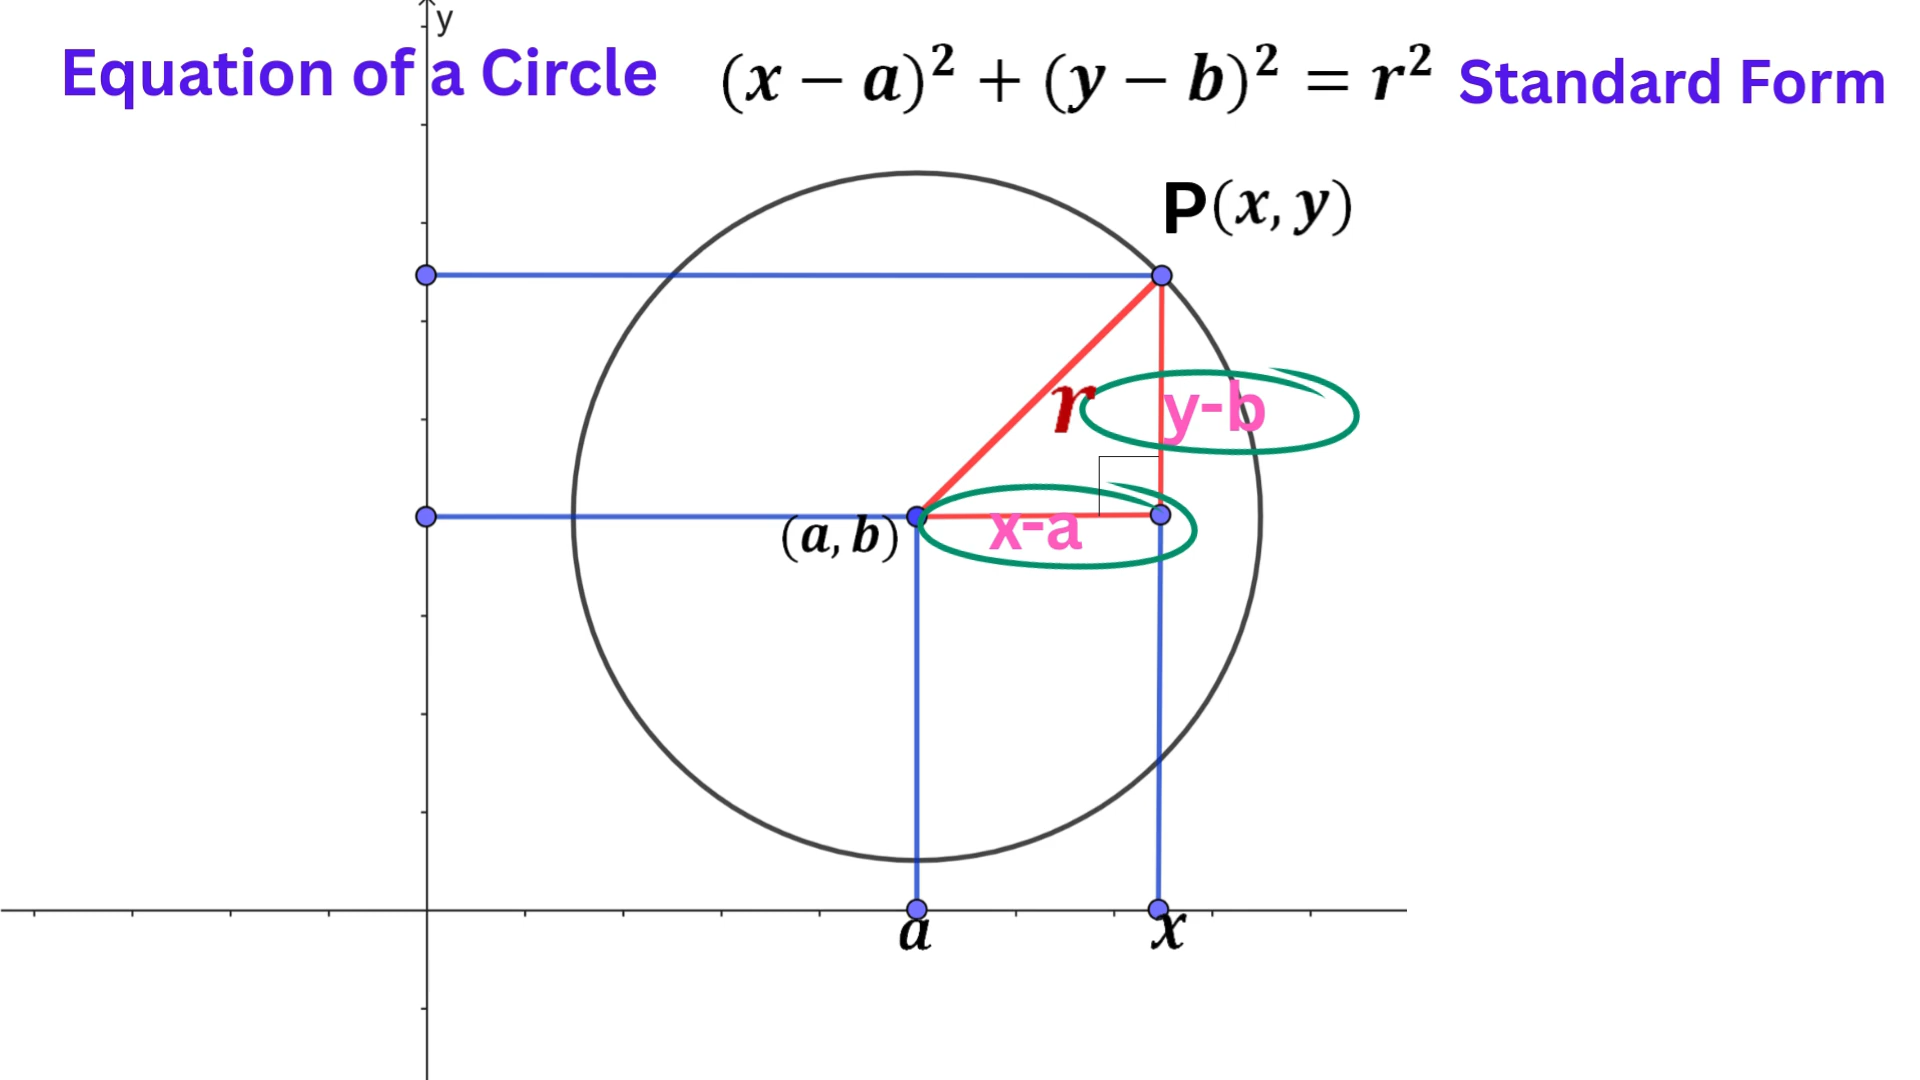 y
Equation of a Circle (x − a)² + (y − b)² = r² Standard Form
P(x, y)
r y-b
(a, b) x-a
a x